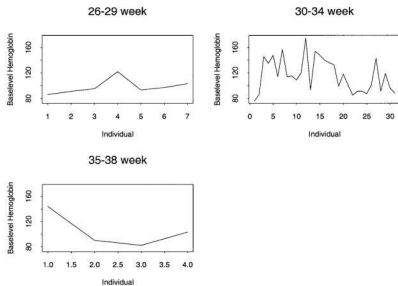 26-29 week
Baselevel Hemoglobin
160
120
80
1 2 3 4 5 6 7
Individual
30-34 week
Baselevel Hemoglobin
160
120
80
0 5 10 15 20 25 30
Individual
35-38 week
Baselevel Hemoglobin
160
120
80
1.0 1.5 2.0 2.5 3.0 3.5 4.0
Individual